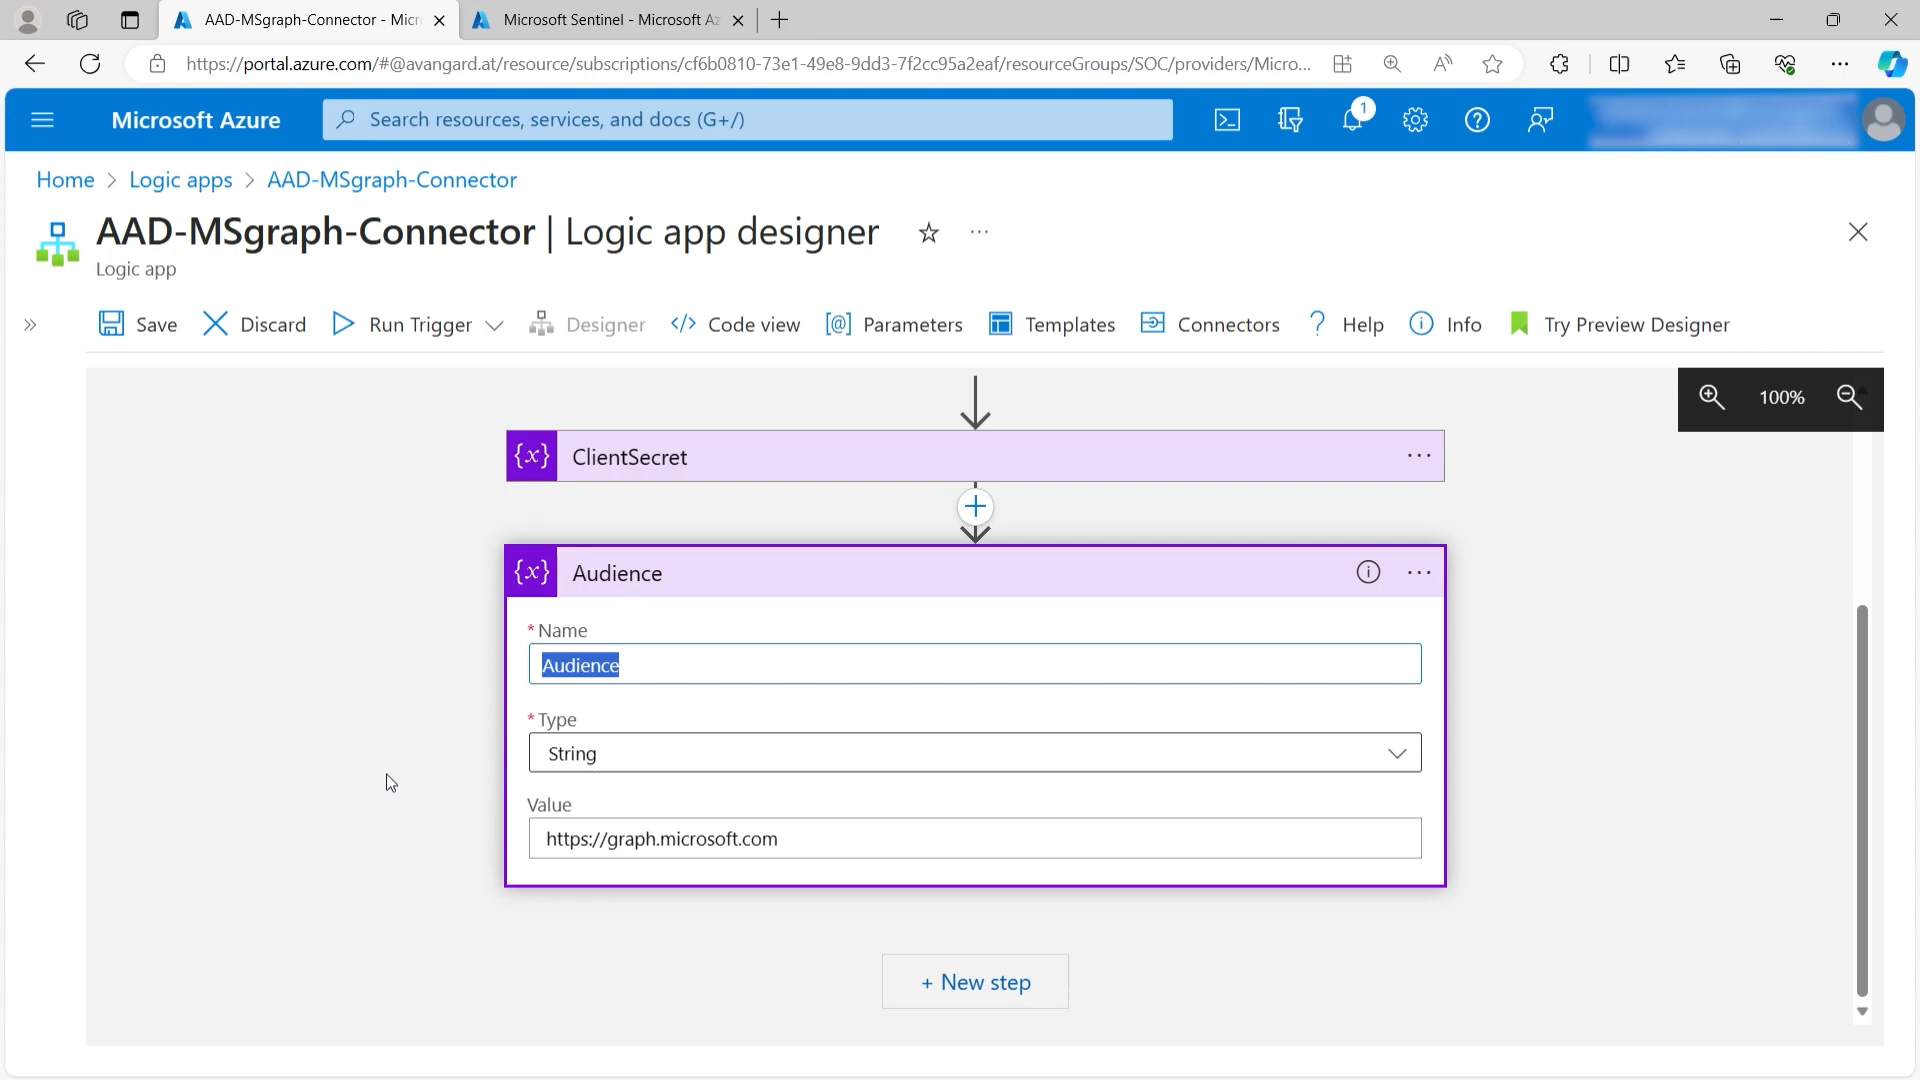 AAD-MSgraph-Connector - Micr
Microsoft Sentinel - Microsoft Az
https://portal.azure.com/#@avangard.at/resource/subscriptions/cf6b0810-73e1-49e8-9dd3-7f2cc95a2eaf/resourceGroups/SOC/providers/Micro...
Microsoft Azure
Search resources, services, and docs (G+/)
1
Home > Logic apps > AAD-MSgraph-Connector
AAD-MSgraph-Connector | Logic app designer
Logic app
Save
Discard
Run Trigger
Designer
Code view
Parameters
Templates
Connectors
Help
Info
Try Preview Designer
100%
{x} ClientSecret
{x} Audience
* Name
Audience
* Type
String
Value
https://graph.microsoft.com
+ New step